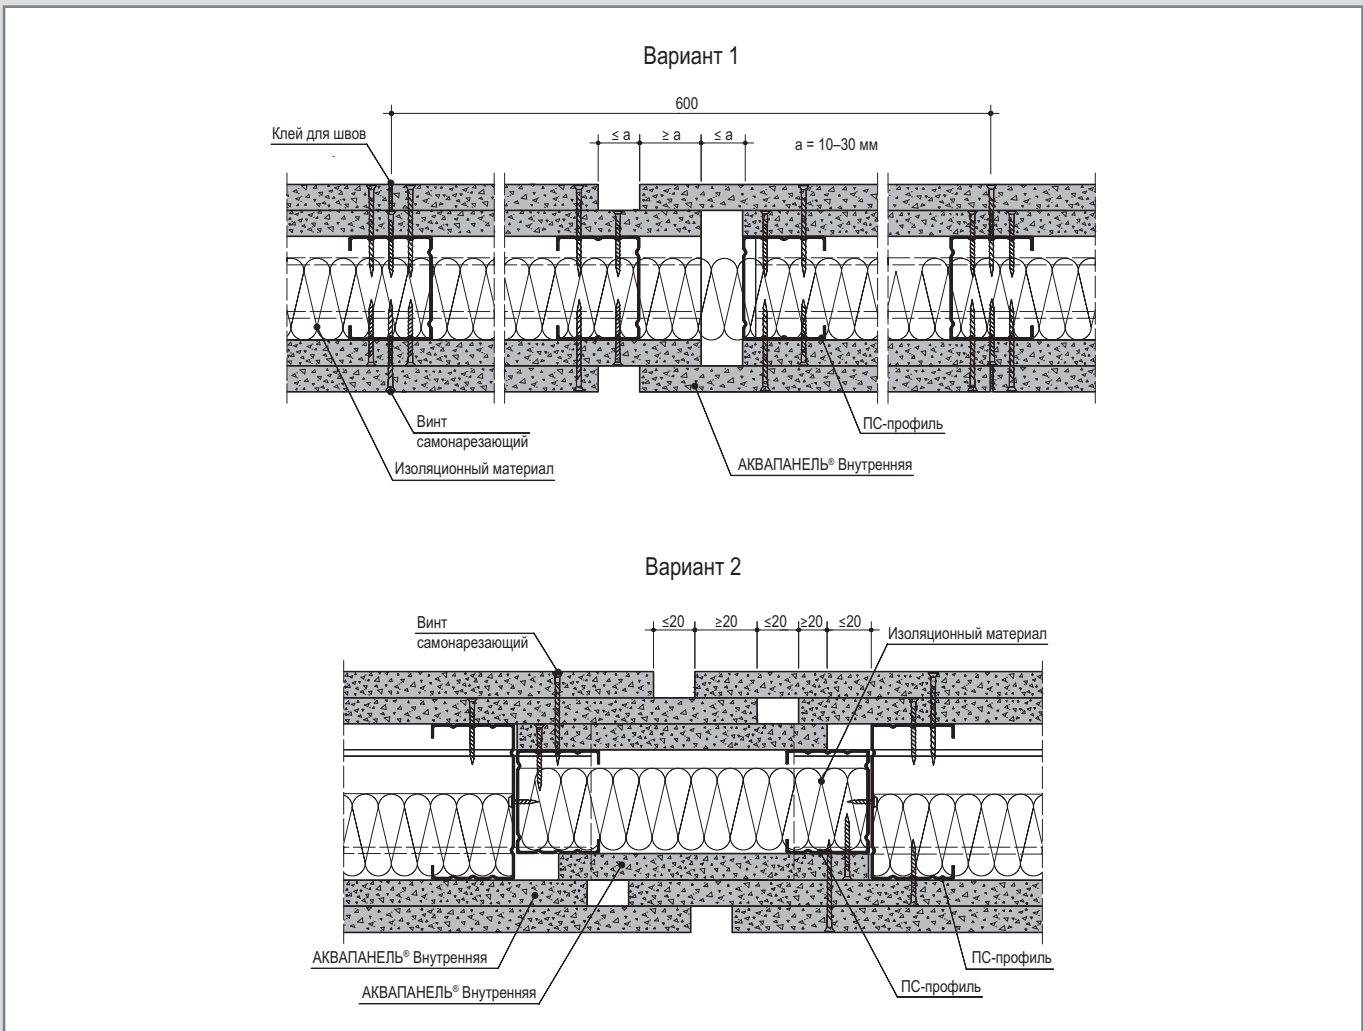 Вариант 1
600
Клей для швов
≤ a
≥ a
≤ a
a = 10–30 мм
Винт
самонарезающий
ПС-профиль
Изоляционный материал
АКВАПАНЕЛЬ® Внутренняя
Вариант 2
Винт
самонарезающий
≤20
≥20
≤20
≥20
≤20
Изоляционный материал
АКВАПАНЕЛЬ® Внутренняя
ПС-профиль
АКВАПАНЕЛЬ® Внутренняя
ПС-профиль